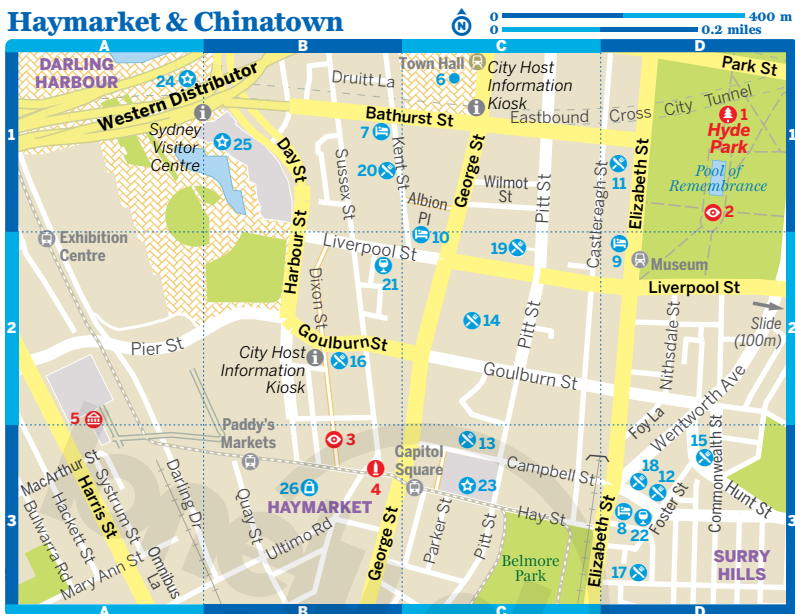 Haymarket & Chinatown
N
0 400 m
0 0.2 miles
A B C D
DARLING
HARBOUR
24
Western Distributor
Druitt La
Town Hall
6
City Host
Information
Kiosk
Park St
Eastbound Cross City Tunnel
1
Hyde
Park
1
1
Sydney
Visitor
Centre
25
Day St
Bathurst St
7
20
Sussex St
Kent St
Albion
Pl
George St
Wilmot
St
Pitt St
Castlereagh St
11
Elizabeth St
Pool of
Remembrance
2
Exhibition
Centre
Harbour St
Liverpool St
10
19
9
Museum
21
Liverpool St
2
2
Dixon St
Goulburn St
14
Pitt St
Nithsdale St
Slide
(100m)
Pier St
City Host
Information
Kiosk
16
Goulburn St
Wentworth Ave
5
Paddy's
Markets
3
Capitol
Square
13
Foy La
15
MacArthur St
Campbell St
18
12
Commonwealth St
26
HAYMARKET
4
23
Hunt St
3
3
Harris St
Systrum St
Hackett St
Bulwarra Rd
Mary Ann St
Omnibus
La
Darling Dr
Quay St
Ultimo Rd
George St
Parker St
Pitt St
Hay St
Belmore
Park
Elizabeth St
8
22
Foster St
17
SURRY
HILLS
A B C D